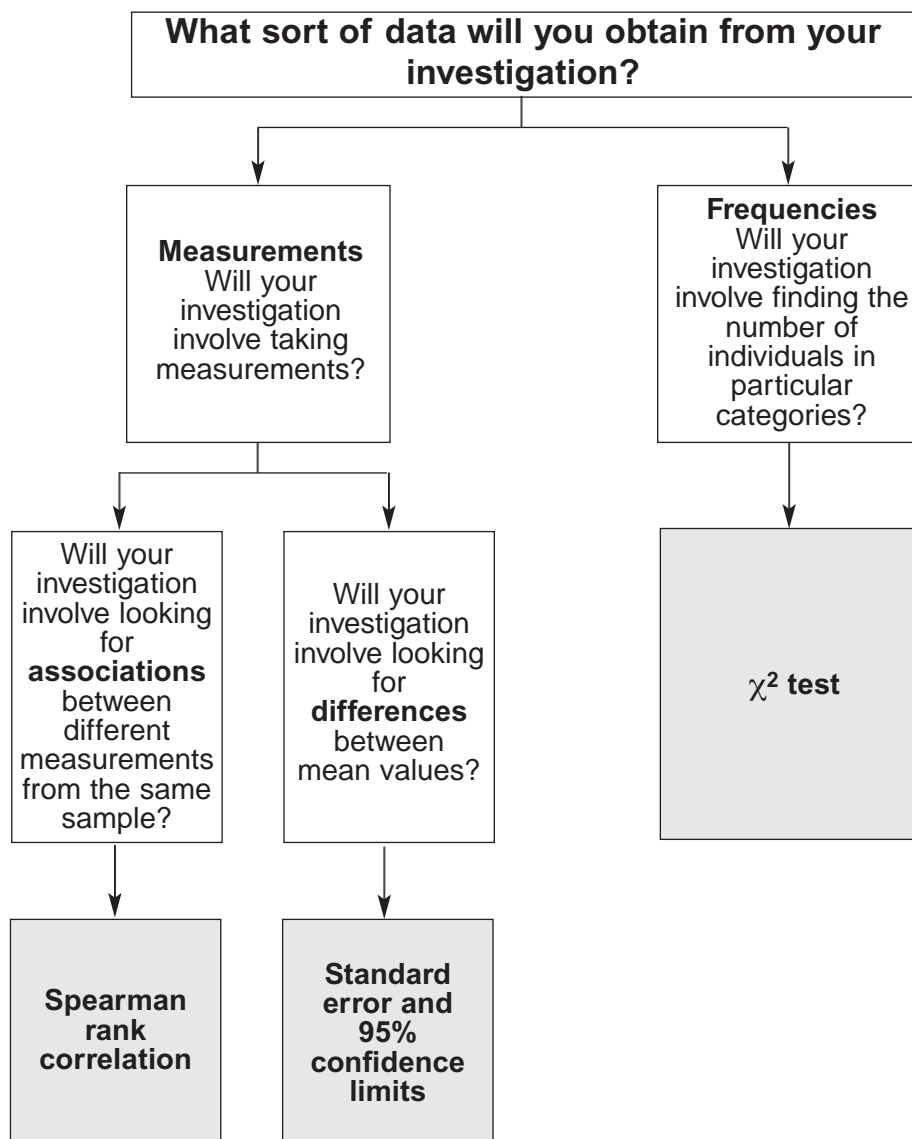 What sort of data will you obtain from your
investigation?
Measurements
Will your
investigation
involve taking
measurements?
Frequencies
Will your
investigation
involve finding the
number of
individuals in
particular
categories?
Will your
investigation
involve looking
for
associations
between
different
measurements
from the same
sample?
Will your
investigation
involve looking
for
differences
between
mean values?
χ² test
Spearman
rank
correlation
Standard
error and
95%
confidence
limits